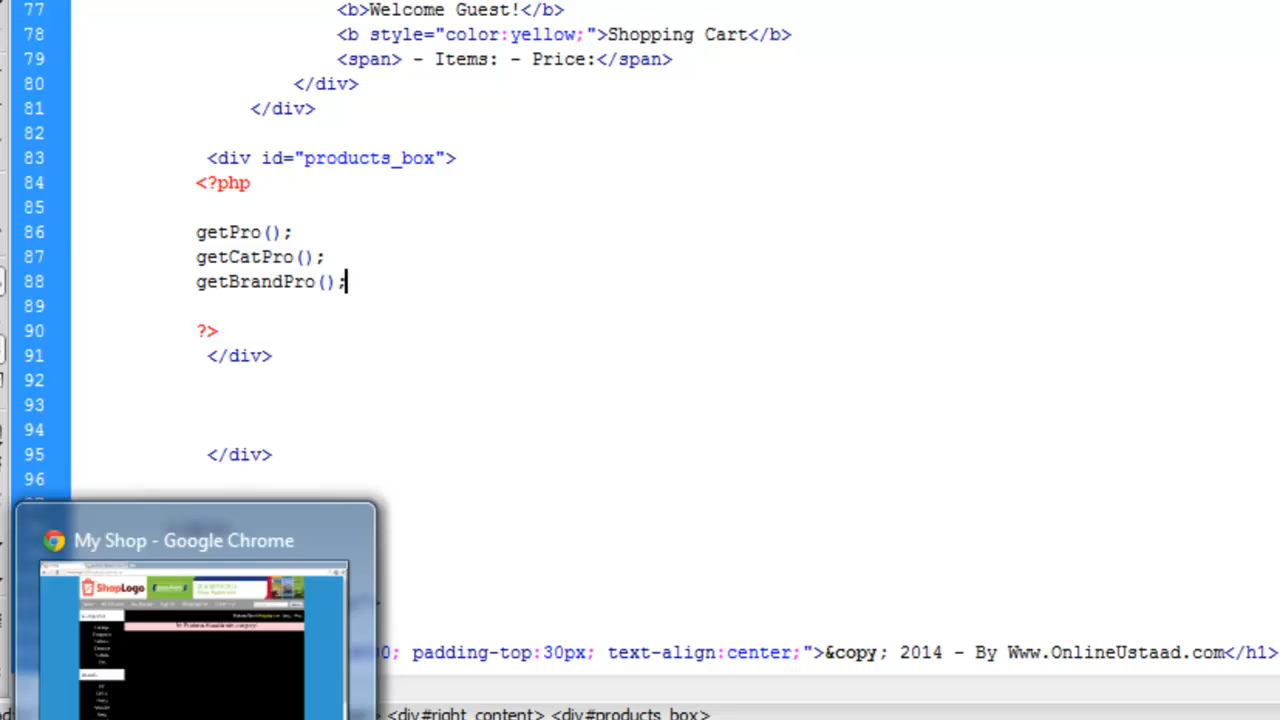 77 <b>Welcome Guest!</b>
78 <b style="color:yellow;">Shopping Cart</b>
79 <span> - Items: - Price:</span>
80 </div>
81 </div>
82
83 <div id="products_box">
84 <?php
85
86 getPro();
87 getCatPro();
88 getBrandPro();
89
90 ?>
91 </div>
92
93
94
95 </div>
96
My Shop - Google Chrome
ShopLogo
; padding-top:30px; text-align:center;">&copy; 2014 - By Www.OnlineUstaad.com</h1>
<div#right_content> <div#products_box>